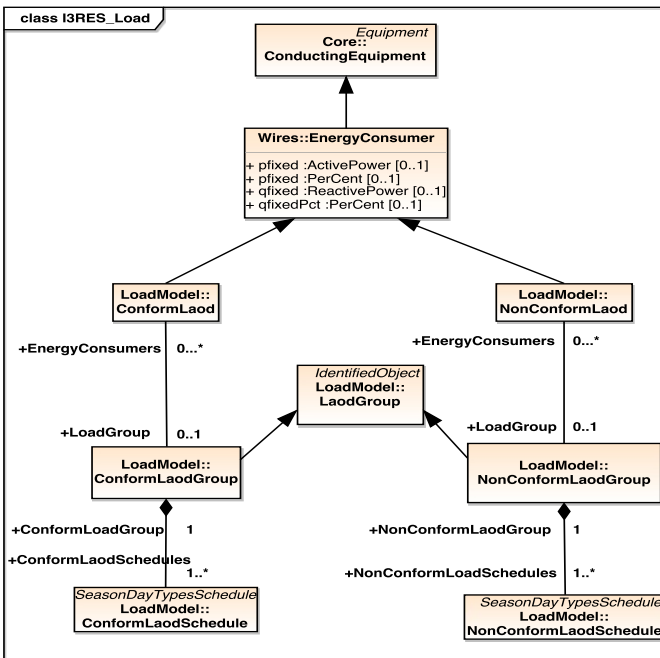 class I3RES_Load
Equipment
Core::
ConductingEquipment
Wires::EnergyConsumer
+ pfixed :ActivePower [0..1]
+ pfixed :PerCent [0..1]
+ qfixed :ReactivePower [0..1]
+ qfixedPct :PerCent [0..1]
LoadModel::
ConformLaod
LoadModel::
NonConformLaod
+EnergyConsumers 0...*
+EnergyConsumers 0...*
IdentifiedObject
LoadModel::
LaodGroup
+LoadGroup 0..1
+LoadGroup 0..1
LoadModel::
ConformLaodGroup
LoadModel::
NonConformLaodGroup
+ConformLoadGroup 1
+NonConformLaodGroup 1
+ConformLaodSchedules
1..*
+NonConformLoadSchedules 1..*
SeasonDayTypesSchedule
LoadModel::
ConformLaodSchedule
SeasonDayTypesSchedule
LoadModel::
NonConformLaodSchedule